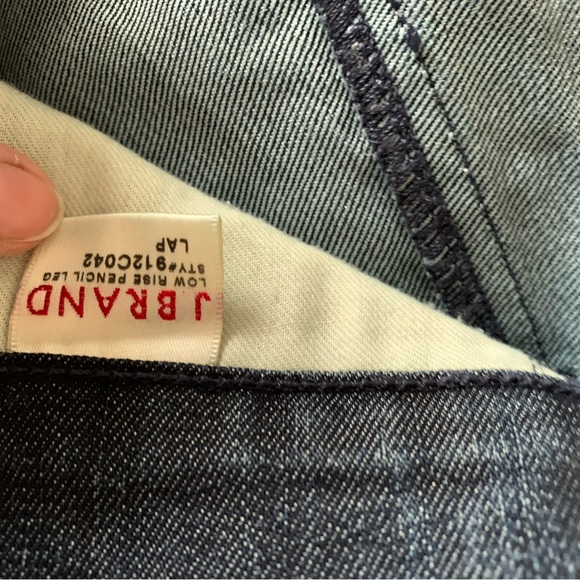 J BRAND
LOW RISE PENCIL LEG
STY#912C042
LAP